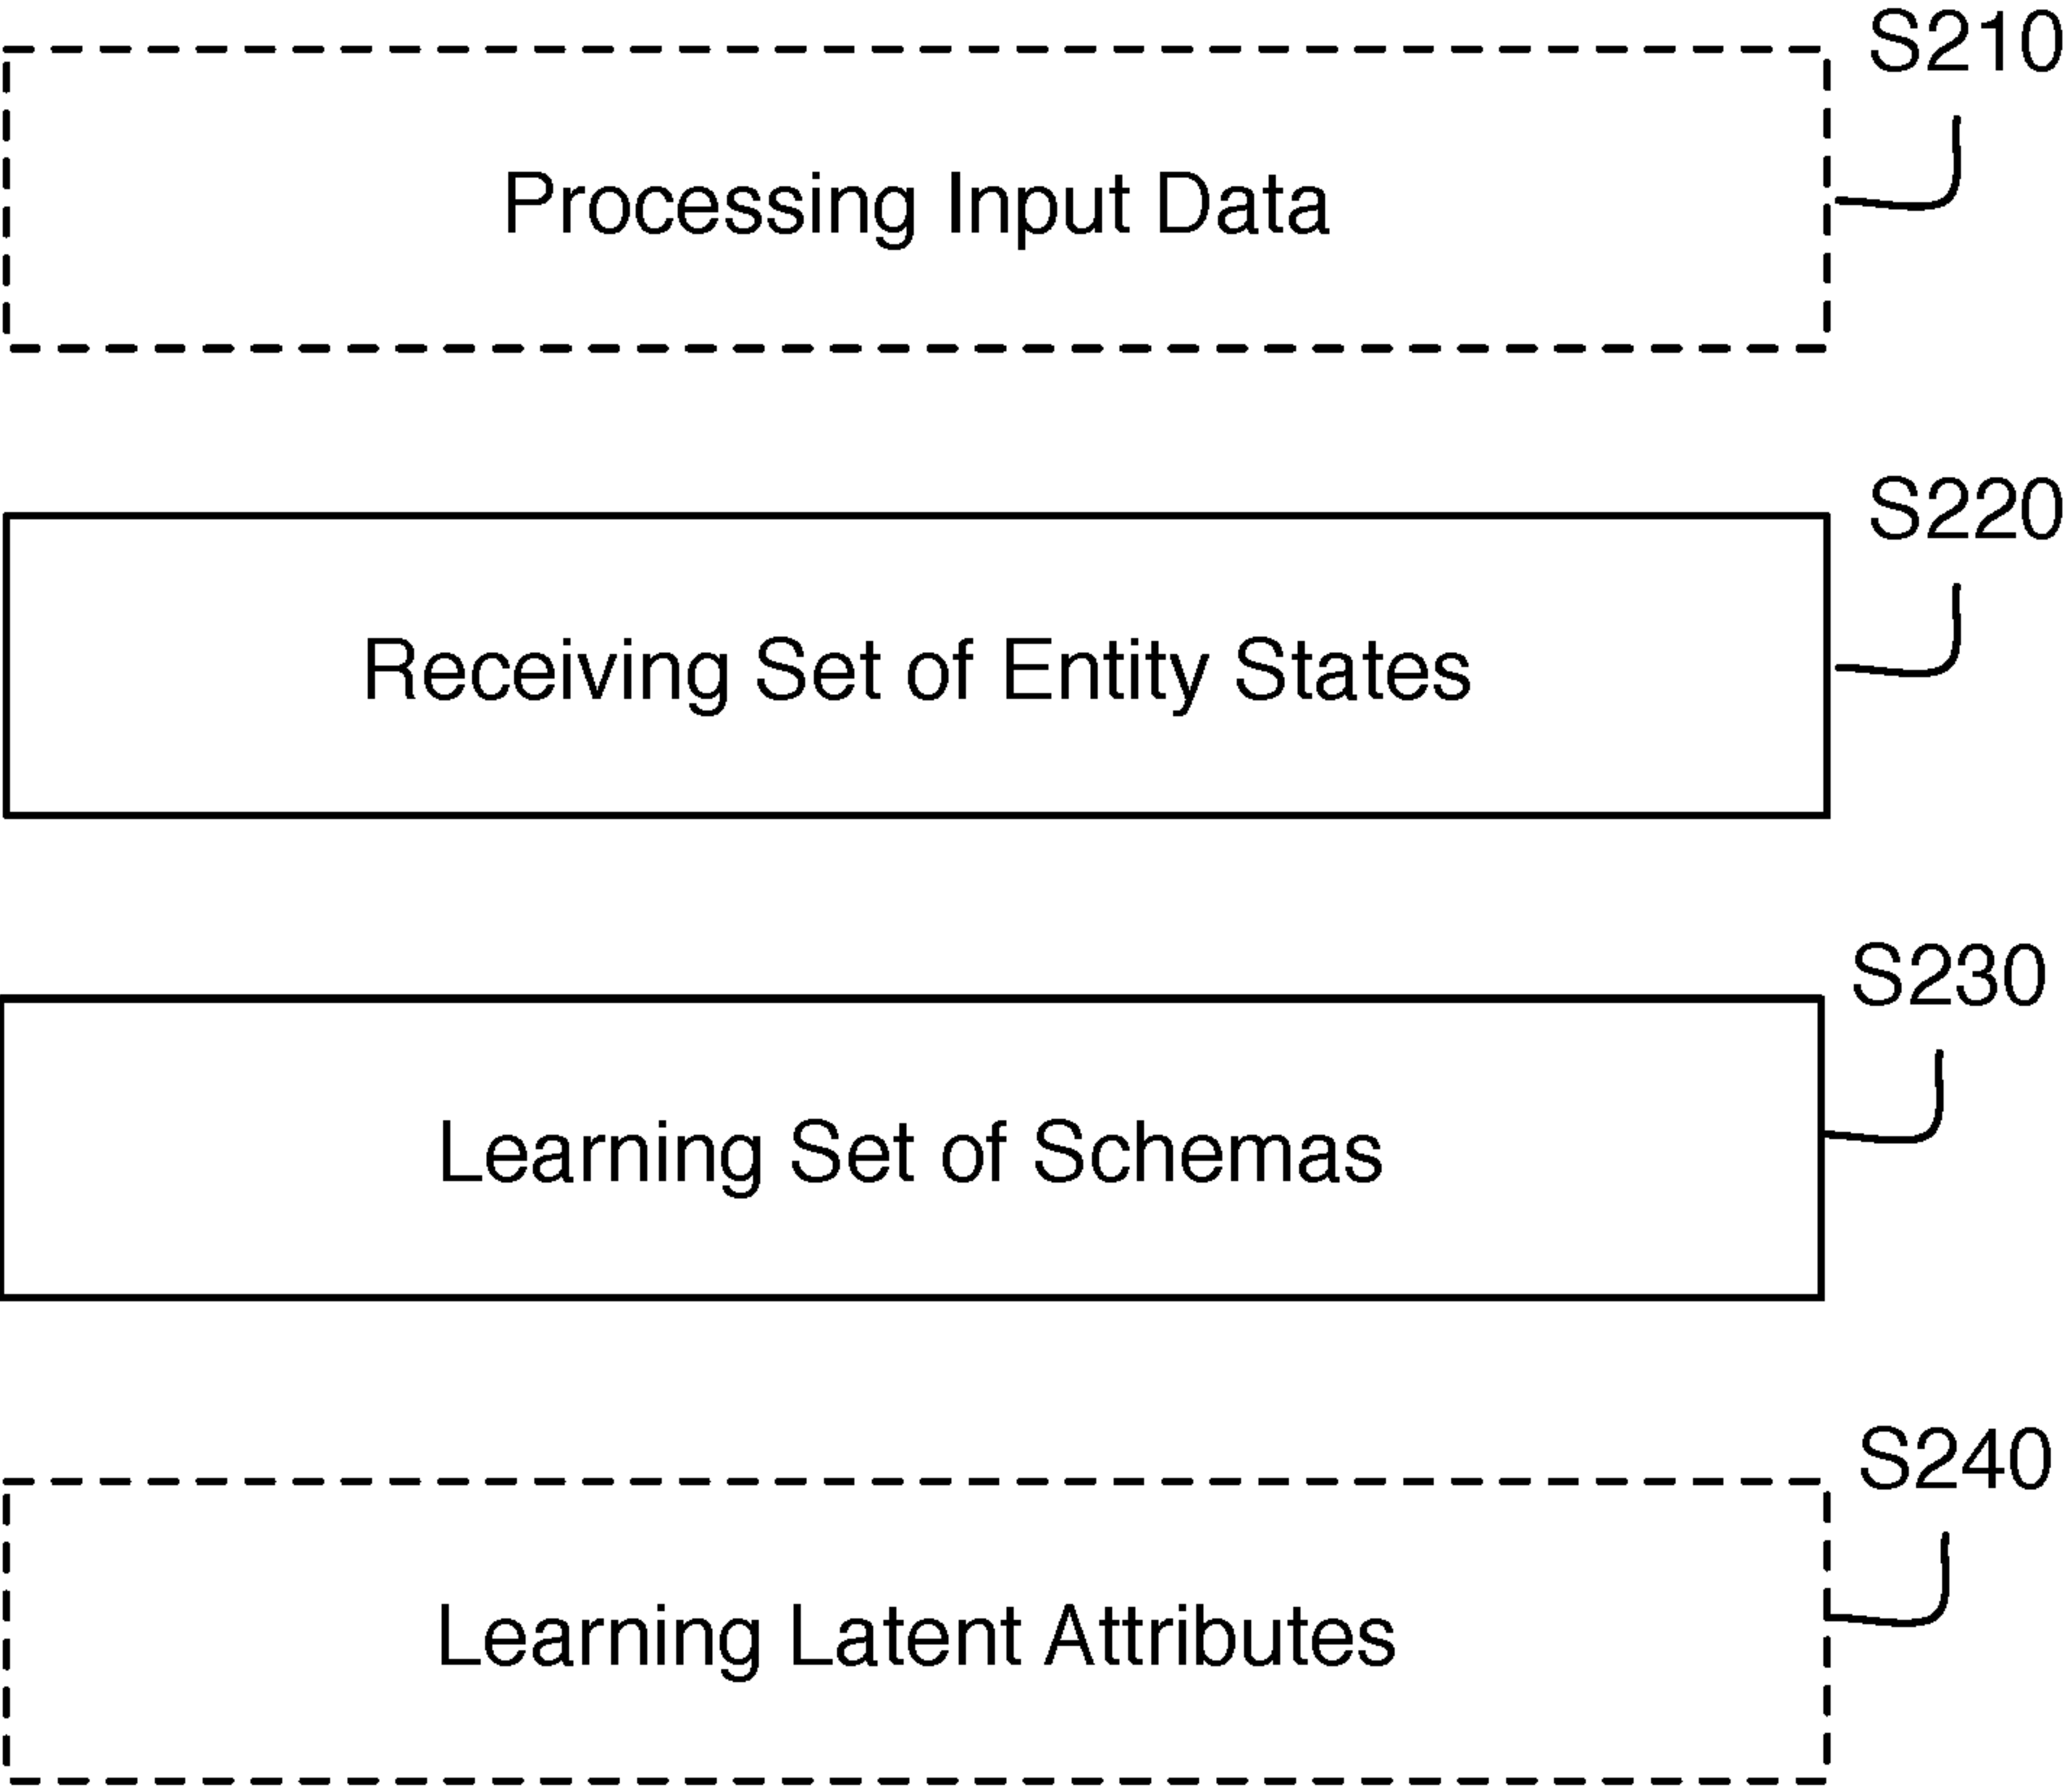 S210
Processing Input Data
S220
Receiving Set of Entity States
S230
Learning Set of Schemas
S240
Learning Latent Attributes